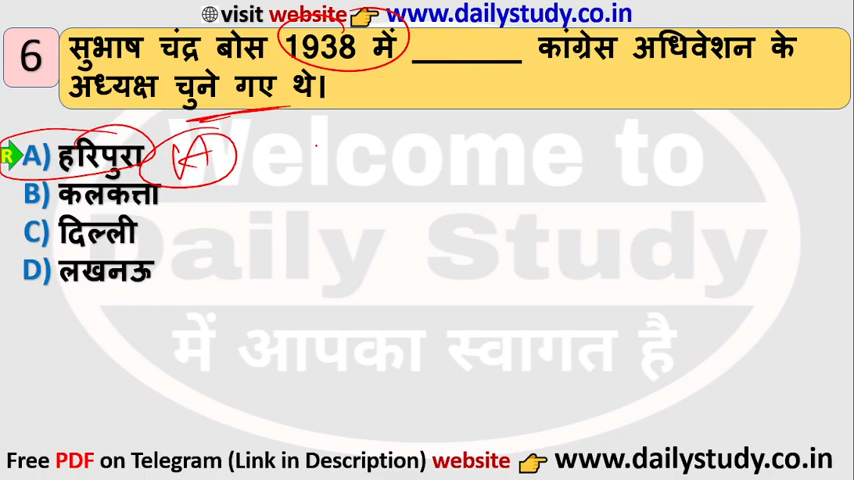 visit website www.dailystudy.co.in
6
सुभाष चंद्र बोस 1938 में ______ कांग्रेस अधिवेशन के
अध्यक्ष चुने गए थे।
R A) हरिपुरा A
B) कलकत्ता
C) दिल्ली
D) लखनऊ
Welcome to
Daily Study
में आपका स्वागत है
Free PDF on Telegram (Link in Description) website www.dailystudy.co.in